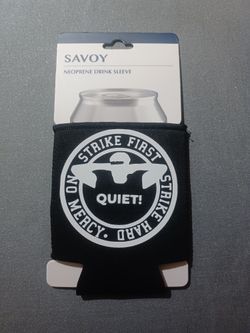 SAVOY
NEOPRENE DRINK SLEEVE
STRIKE FIRST
STRIKE HARD
NO MERCY.
QUIET!